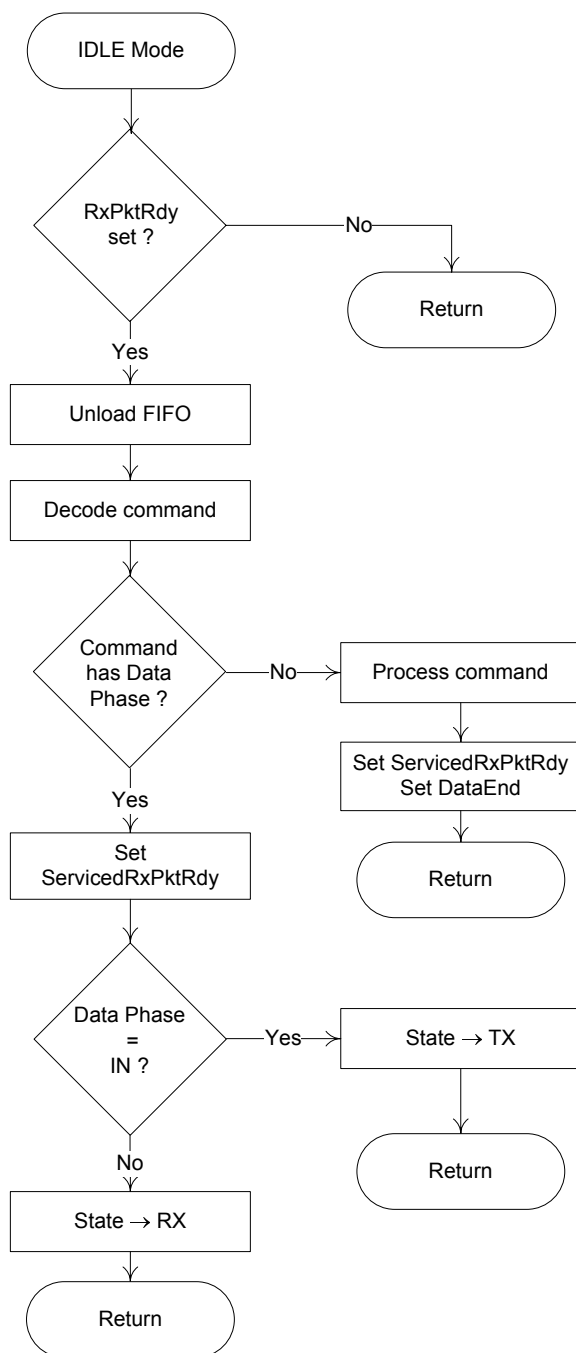 IDLE Mode
RxPktRdy
set ?
No
Return
Yes
Unload FIFO
Decode command
Command
has Data
Phase ?
No
Process command
Set ServicedRxPktRdy
Set DataEnd
Return
Yes
Set
ServicedRxPktRdy
Data Phase
=
IN ?
Yes
State → TX
Return
No
State → RX
Return